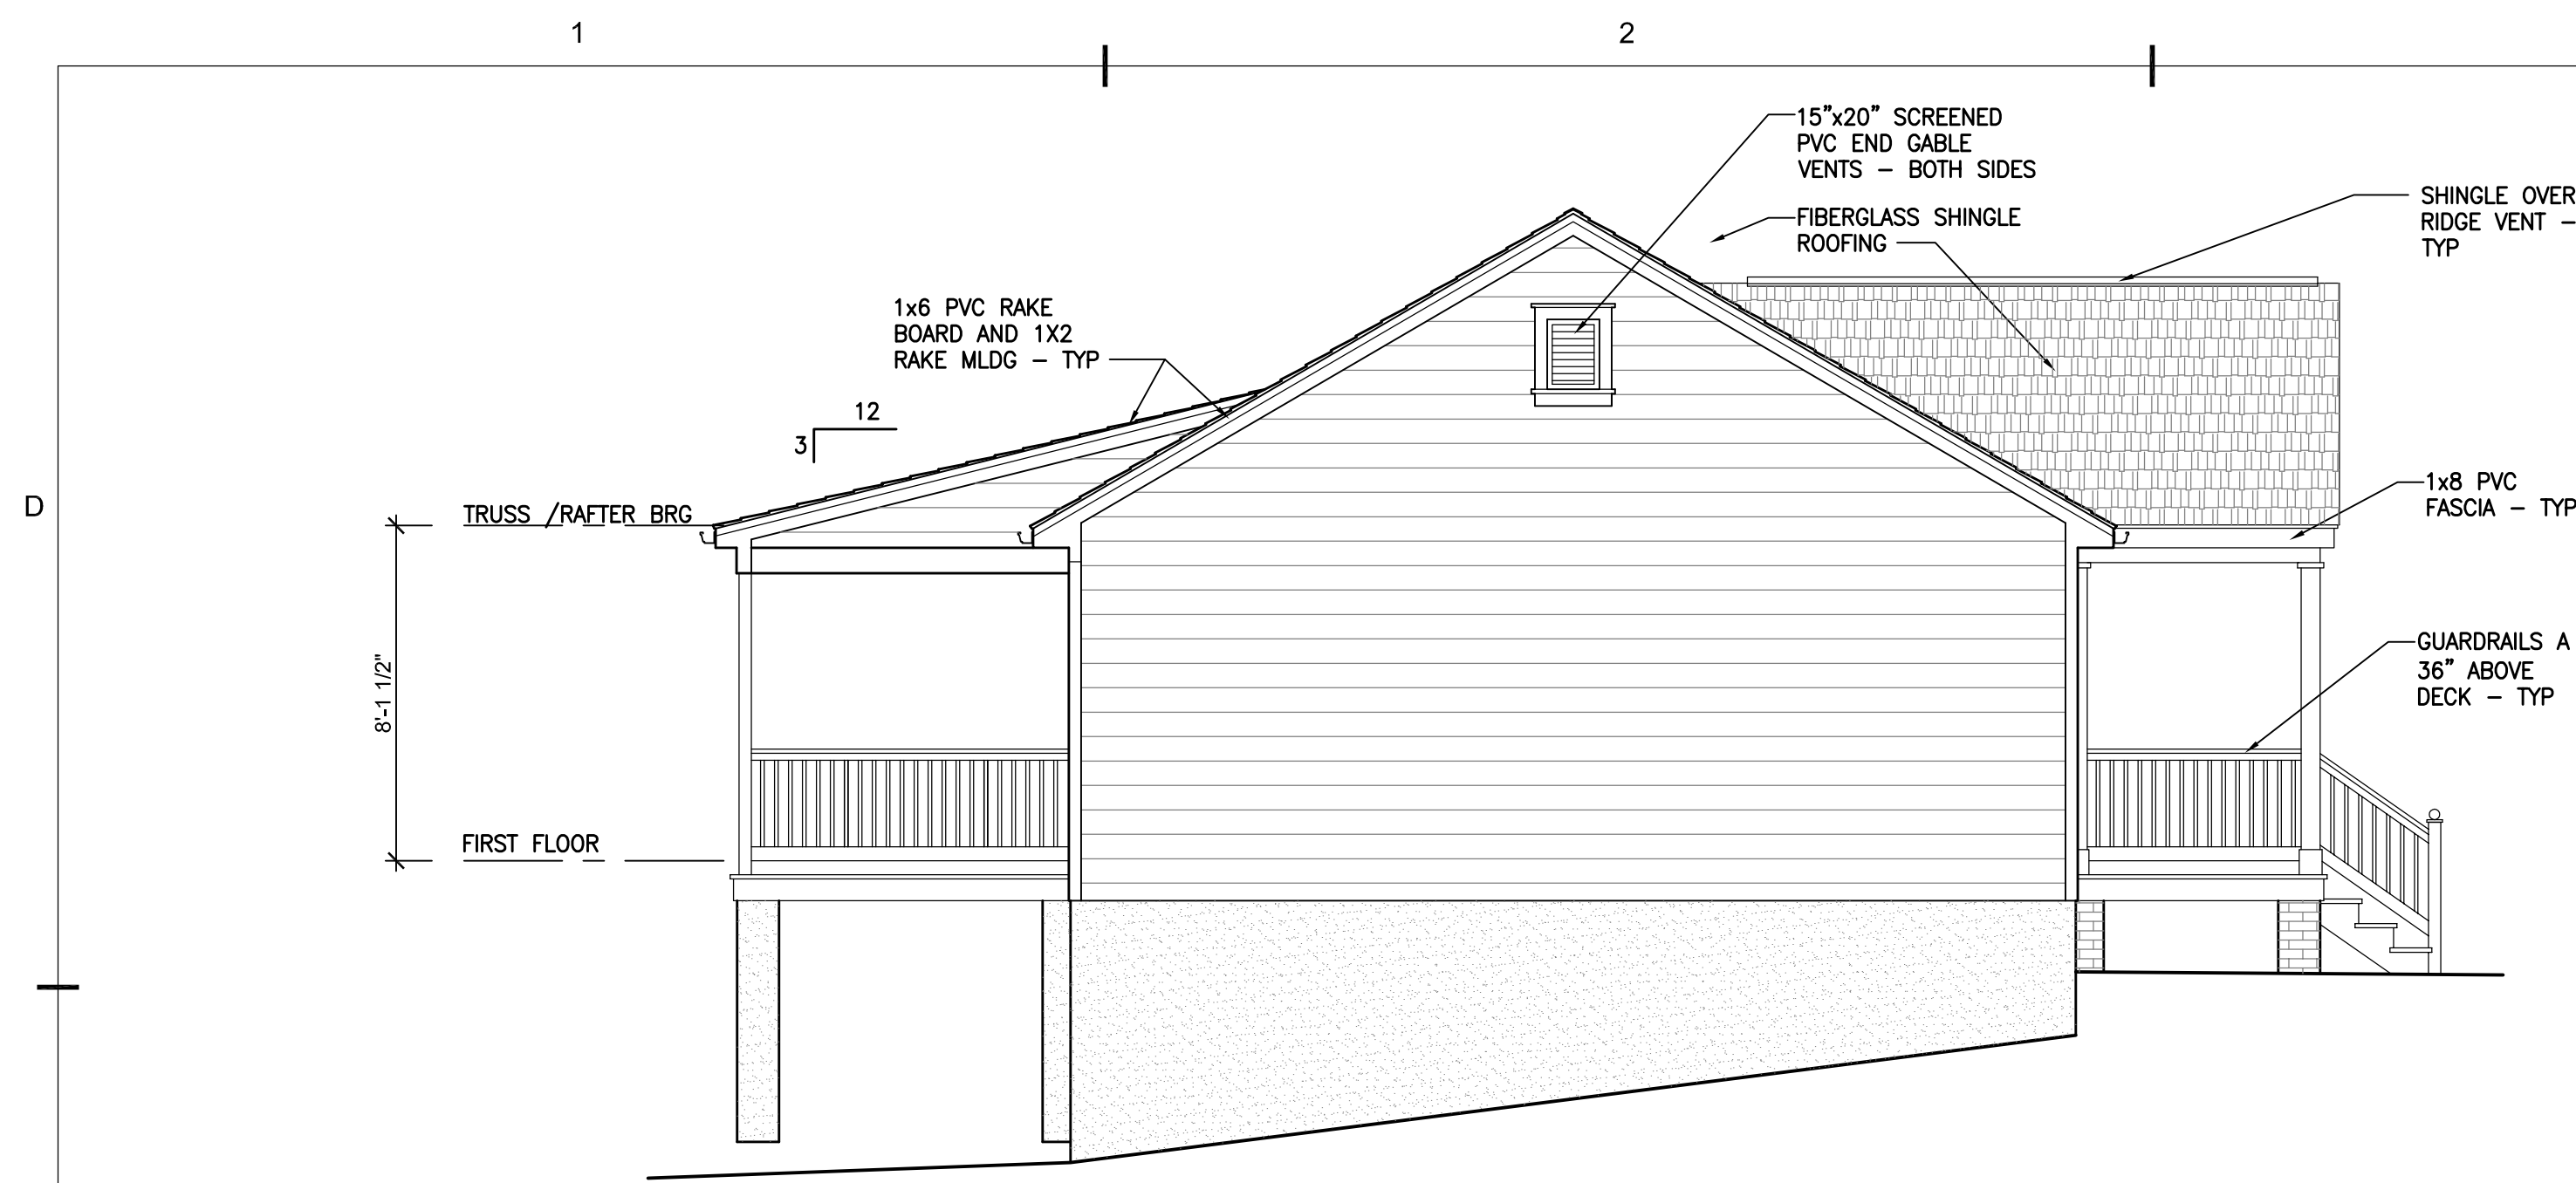 1
2
15”x20” SCREENED
PVC END GABLE
VENTS – BOTH SIDES
SHINGLE OVER
RIDGE VENT –
TYP
FIBERGLASS SHINGLE
ROOFING
1x6 PVC RAKE
BOARD AND 1X2
RAKE MLDG – TYP
12
3
D
TRUSS /RAFTER BRG
1x8 PVC
FASCIA – TYP
8'-1 1/2"
GUARDRAILS A
36” ABOVE
DECK – TYP
FIRST FLOOR